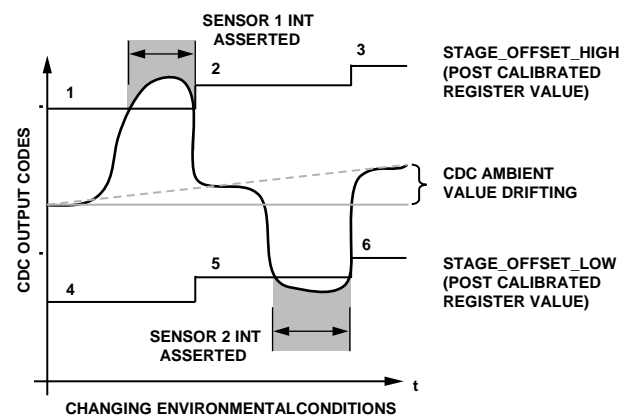 SENSOR 1 INT
ASSERTED
1
2
3
STAGE_OFFSET_HIGH
(POST CALIBRATED
REGISTER VALUE)
CDC OUTPUT CODES
CDC AMBIENT
VALUE DRIFTING
4
5
6
STAGE_OFFSET_LOW
(POST CALIBRATED
REGISTER VALUE)
SENSOR 2 INT
ASSERTED
t
CHANGING ENVIRONMENTALCONDITIONS